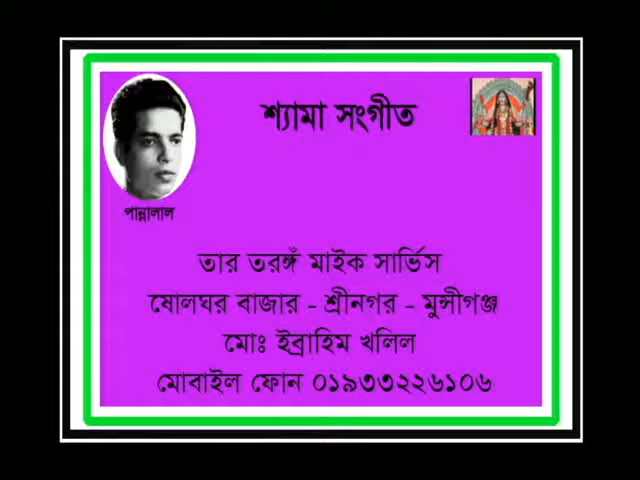 শ্যামা সংগীত
পান্নালাল
তার তরঙ্গঁ মাইক সার্ভিস
ষোলঘর বাজার - শ্রীনগর - মুন্সীগঞ্জ
মোঃ ইব্রাহিম খলিল
মোবাইল ফোন ০১৯৩৩২২৬১০৬